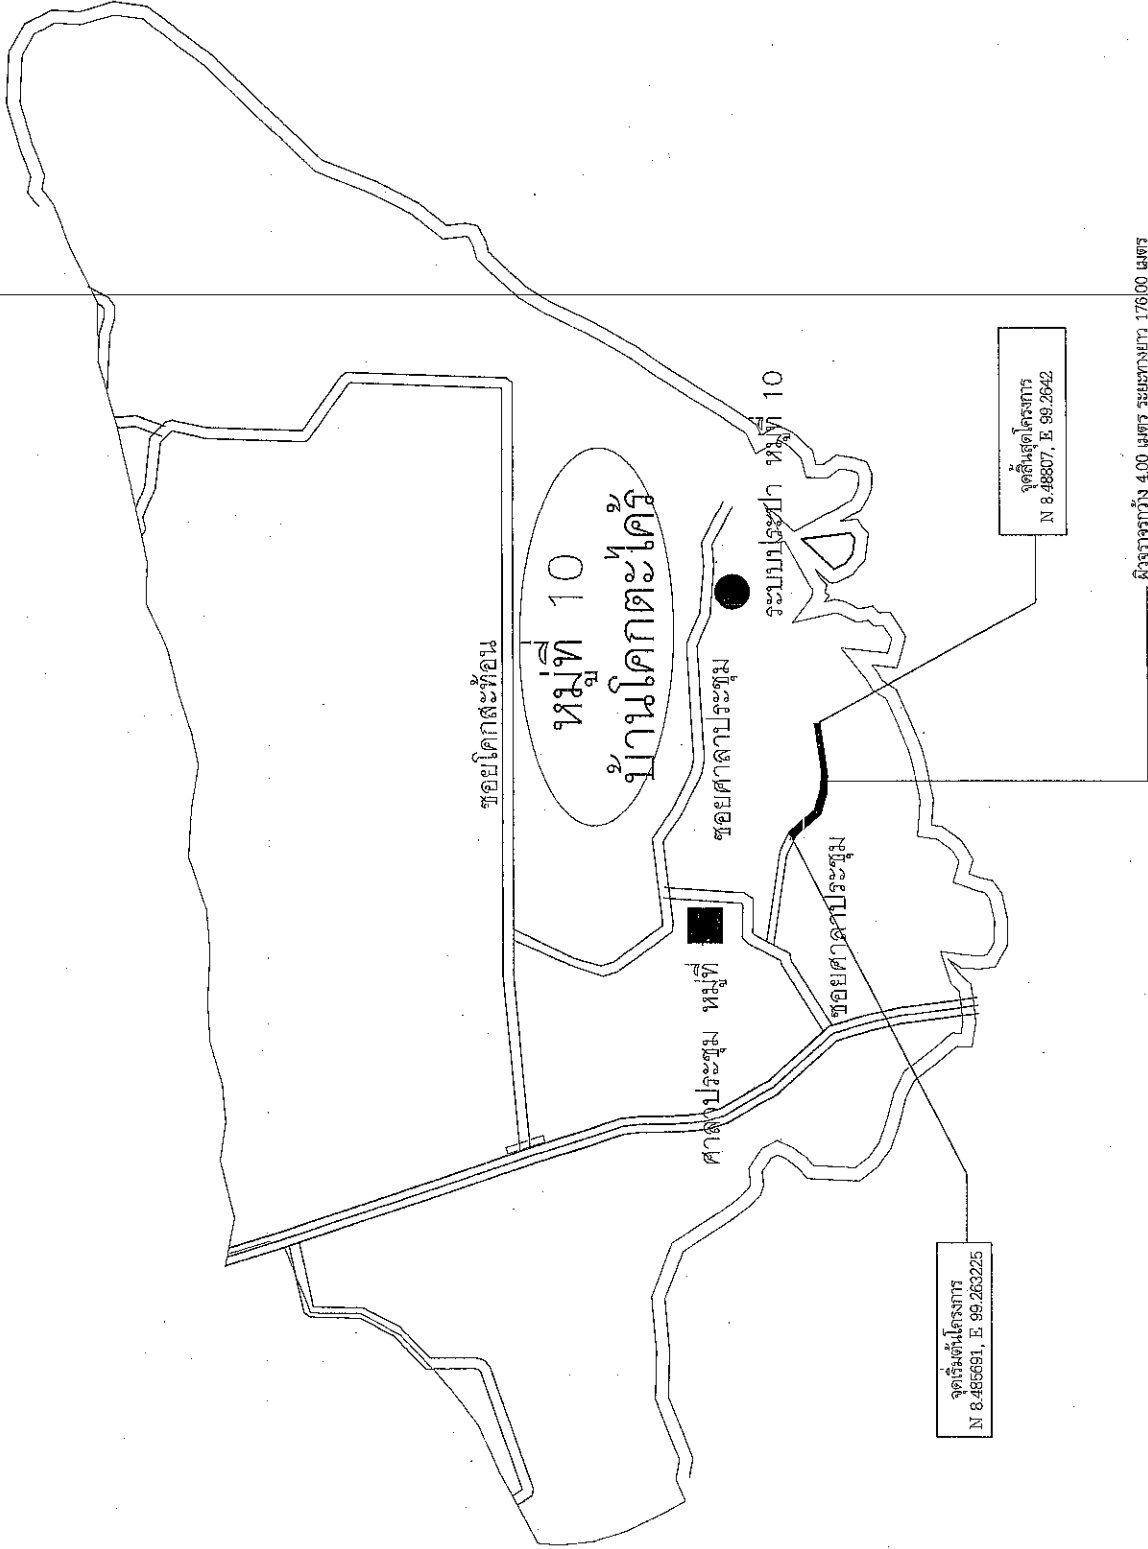 ซอยโคกสะท้อน
หมู่ที่ 10
บ้านโคกตะไคร้
ระบบประปา หมู่ที่ 10
ซอยศาลาประชุม
ศาลาประชุม หมู่ที่
ซอยศาลาประชุม
จุดสิ้นสุดโครงการ
N 8.48807, E 99.2642
จุดเริ่มต้นโครงการ
N 8.485691, E 99.263225
ผิวจราจรกว้าง 4.00 เมตร ระยะทางยาว 176.00 เมตร